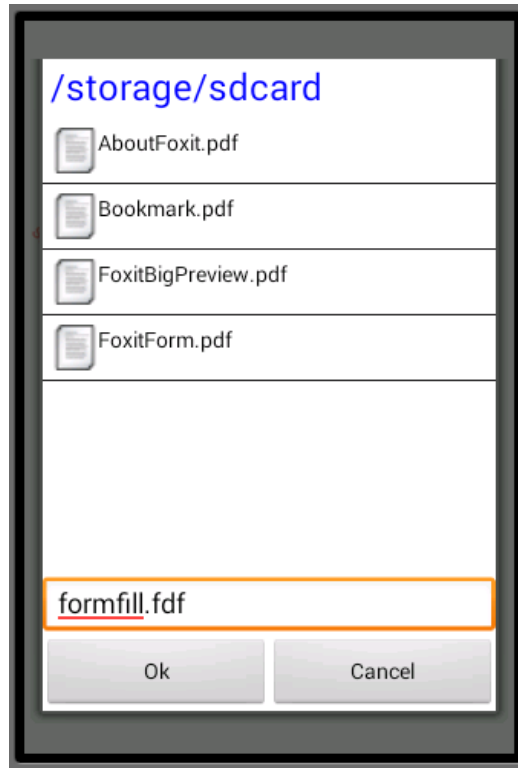 /storage/sdcard
AboutFoxit.pdf
Bookmark.pdf
FoxitBigPreview.pdf
FoxitForm.pdf
formfill.fdf
Ok Cancel